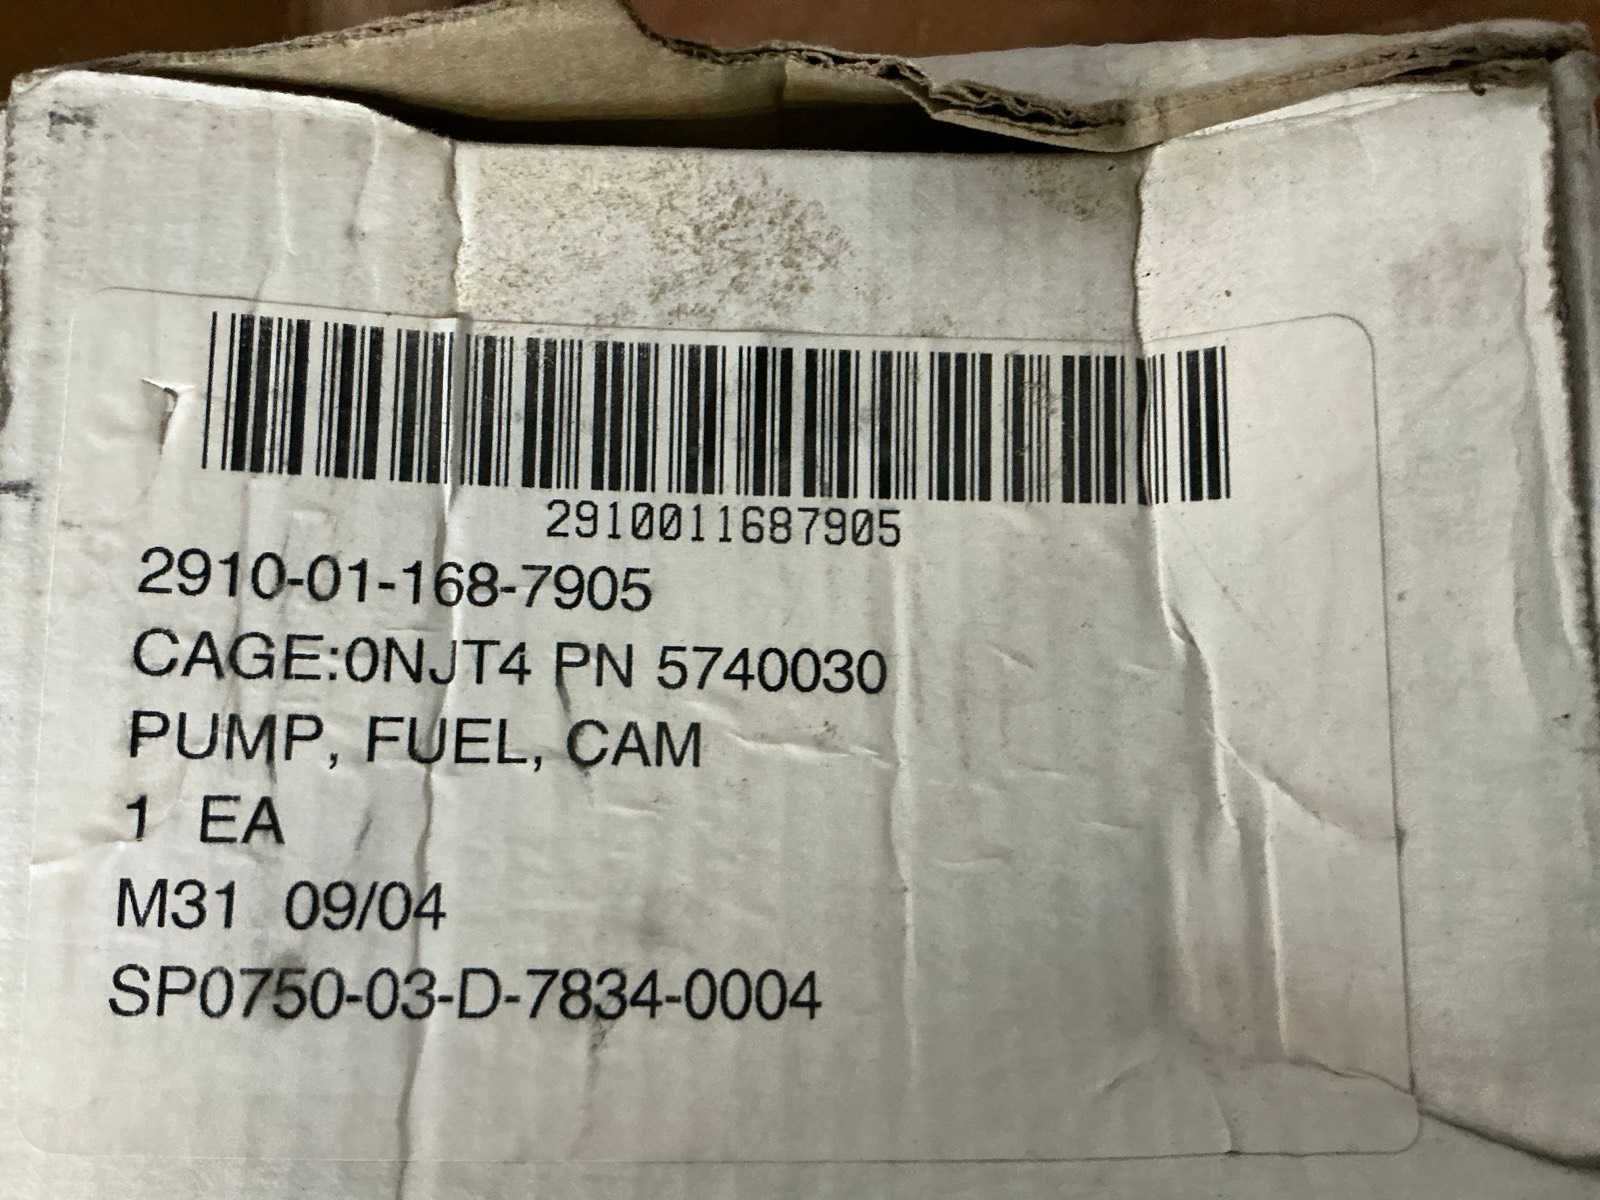 2910011687905
2910-01-168-7905
CAGE:0NJT4 PN 5740030
PUMP, FUEL, CAM
1 EA
M31 09/04
SP0750-03-D-7834-0004